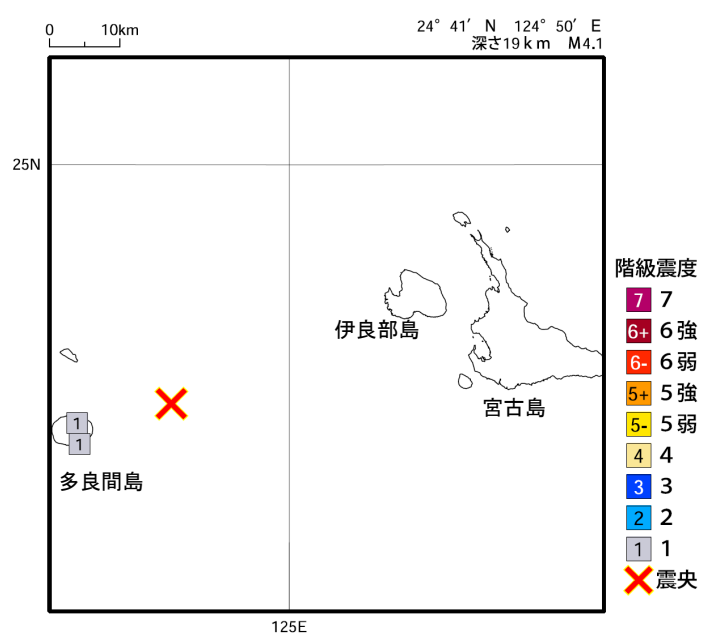 0 10km
24° 41′ N 124° 50′ E
深さ19km M4.1
25N
伊良部島
宮古島
1
1
多良間島
125E
階級震度
7 7
6+ 6強
6- 6弱
5+ 5強
5- 5弱
4 4
3 3
2 2
1 1
震央